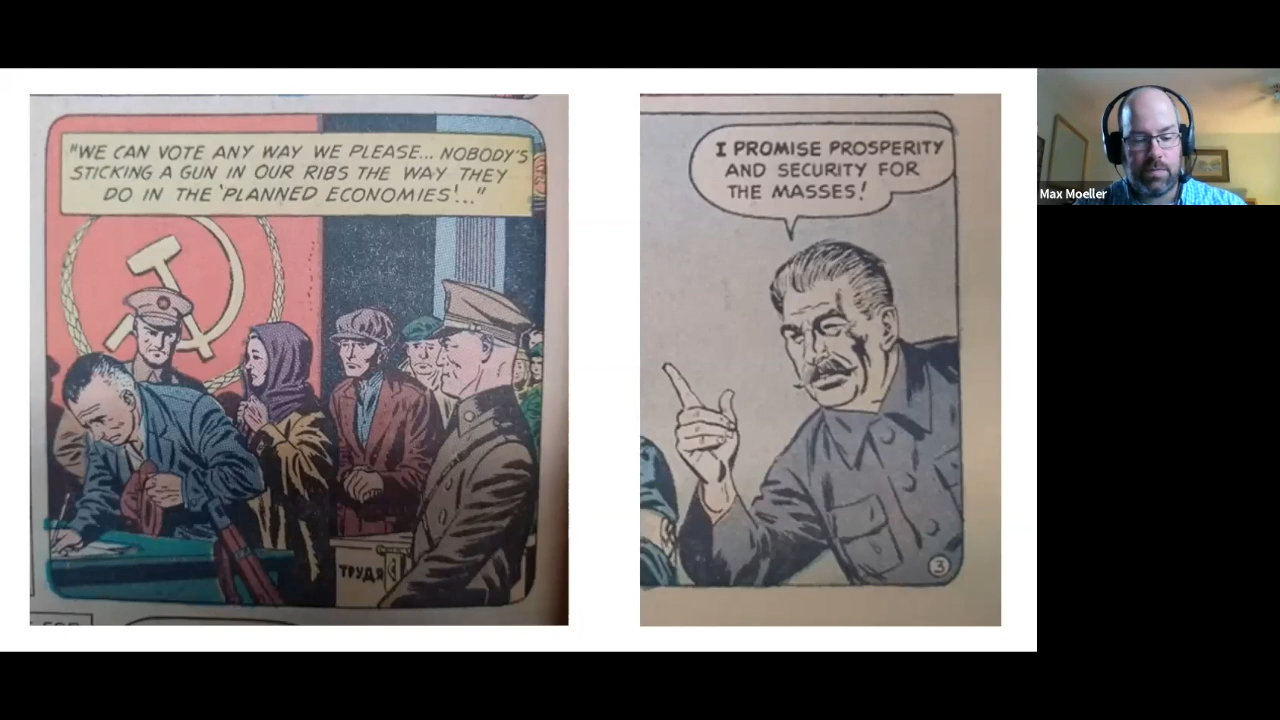 "WE CAN VOTE ANY WAY WE PLEASE... NOBODY'S
STICKING A GUN IN OUR RIBS THE WAY THEY
DO IN THE 'PLANNED ECONOMIES'..."
ТРУДЯ
I PROMISE PROSPERITY
AND SECURITY FOR
THE MASSES!
3
Max Moeller